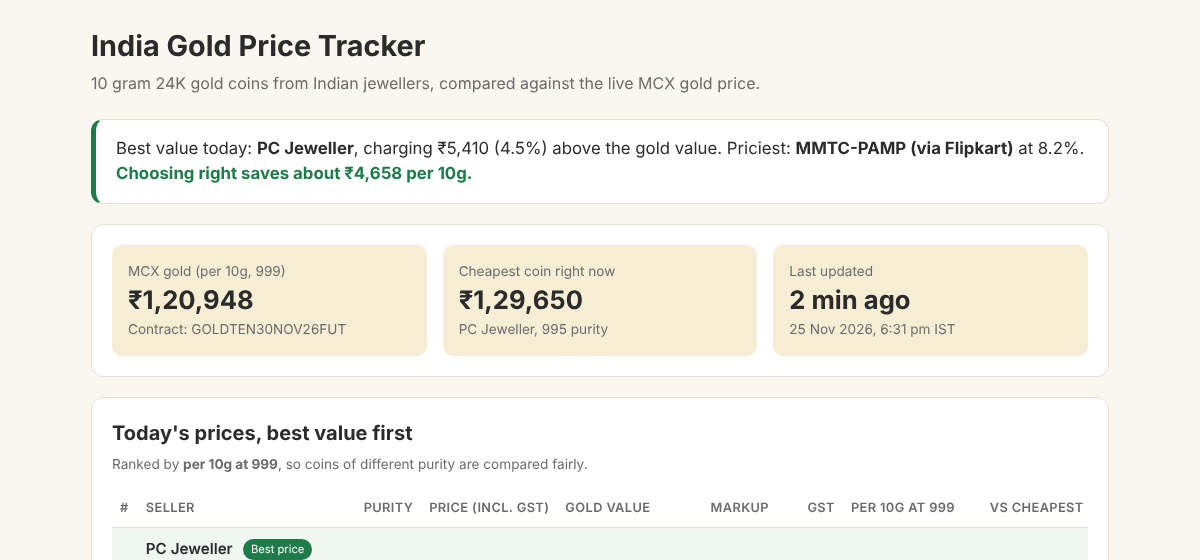 India Gold Price Tracker
10 gram 24K gold coins from Indian jewellers, compared against the live MCX gold price.
Best value today: PC Jeweller, charging ₹5,410 (4.5%) above the gold value. Priciest: MMTC-PAMP (via Flipkart) at 8.2%.
Choosing right saves about ₹4,658 per 10g.
MCX gold (per 10g, 999)
₹1,20,948
Contract: GOLDTEN30NOV26FUT
Cheapest coin right now
₹1,29,650
PC Jeweller, 995 purity
Last updated
2 min ago
25 Nov 2026, 6:31 pm IST
Today's prices, best value first
Ranked by per 10g at 999, so coins of different purity are compared fairly.
# SELLER PURITY PRICE (INCL. GST) GOLD VALUE MARKUP GST PER 10G AT 999 VS CHEAPEST
PC Jeweller Best price